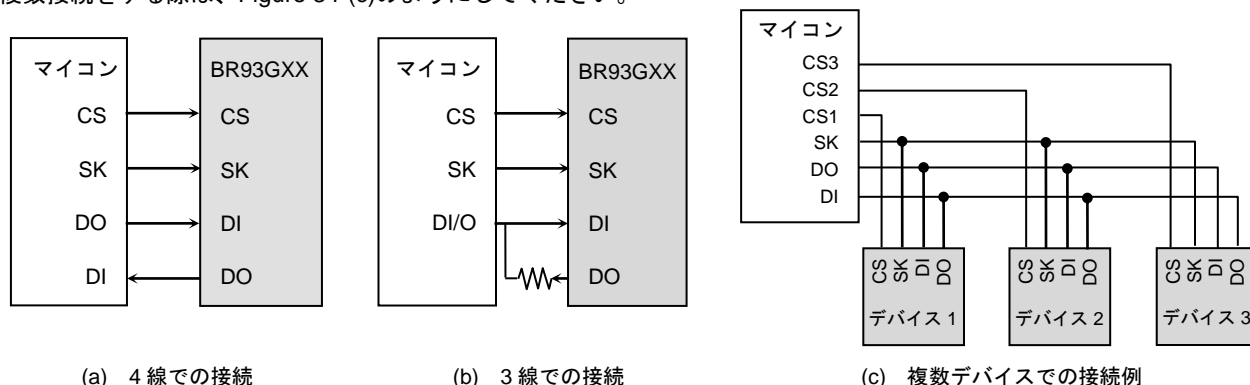 複数接続をする際は、Figure 34 (c)のようにしてください。
マイコン
BR93GXX
CS
CS
SK
SK
DO
DI
DI
DO
(a) 4 線での接続
マイコン
BR93GXX
CS
CS
SK
SK
DI/O
DI
DO
(b) 3 線での接続
マイコン
CS3
CS2
CS1
SK
DO
DI
CS
SK
DI
DO
デバイス 1
CS
SK
DI
DO
デバイス 2
CS
SK
DI
DO
デバイス 3
(c) 複数デバイスでの接続例